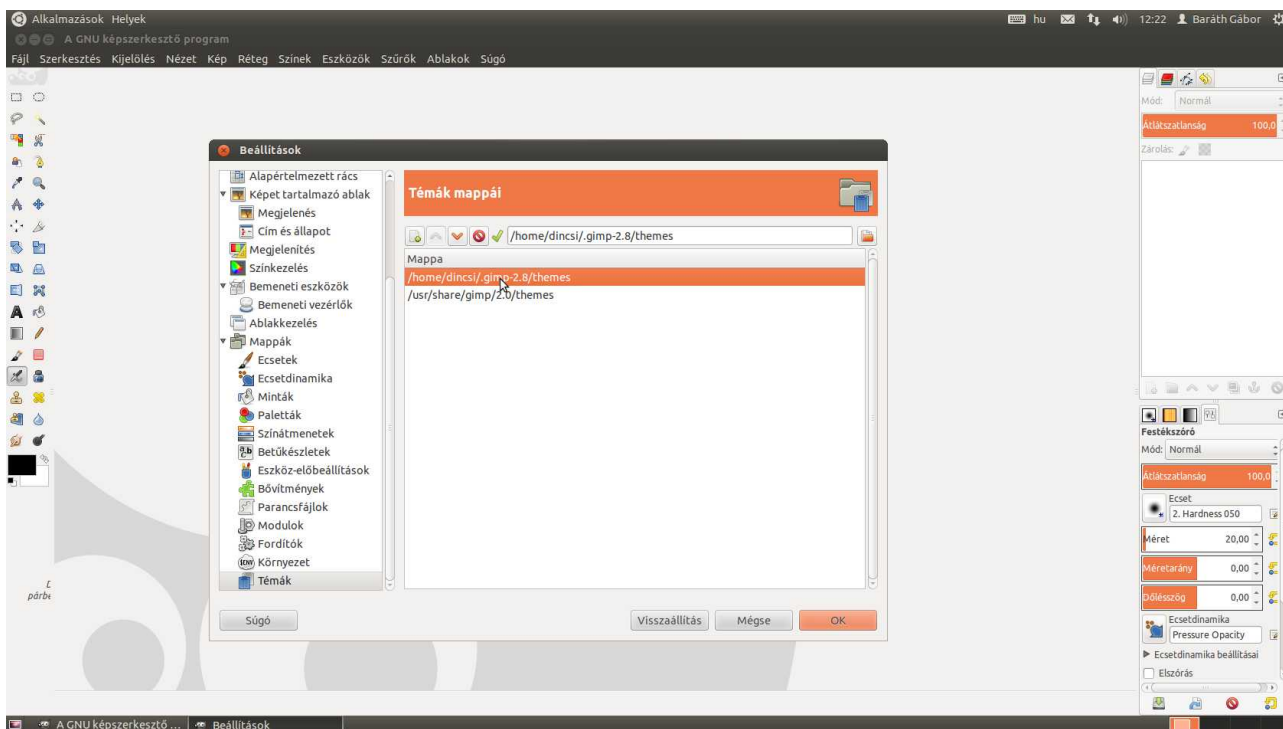 Alkalmazások Helyek
hu 12:22 Baráth Gábor
A GNU képszerkesztő program
Fájl Szerkesztés Kijelölés Nézet Kép Réteg Színek Eszközök Szűrők Ablakok Súgó
Mód: Normál
Átlátszatlanság 100,0
Zárolás:
Beállítások
Alapértelmezett rács
Képet tartalmazó ablak
Megjelenés
Cím és állapot
Megjelenítés
Színkezelés
Bemeneti eszközök
Bemeneti vezérlők
Ablakkezelés
Mappák
Ecsetek
Ecsetdinamika
Minták
Paletták
Színátmenetek
Betűkészletek
Eszköz-előbeállítások
Bővítmények
Parancsfájlok
Modulok
Fordítók
Környezet
Témák
Témák mappái
/home/dincsi/.gimp-2.8/themes
Mappa
/home/dincsi/.gimp-2.8/themes
/usr/share/gimp/2.0/themes
Súgó Visszaállítás Mégse OK
Festékszóró
Mód: Normál
Átlátszatlanság 100,0
Ecset
2. Hardness 050
Méret 20,00
Méretarány 0,00
Dőlésszög 0,00
Ecsetdinamika
Pressure Opacity
Ecsetdinamika beállításai
Elszórás
A GNU képszerkesztő ... Beállítások